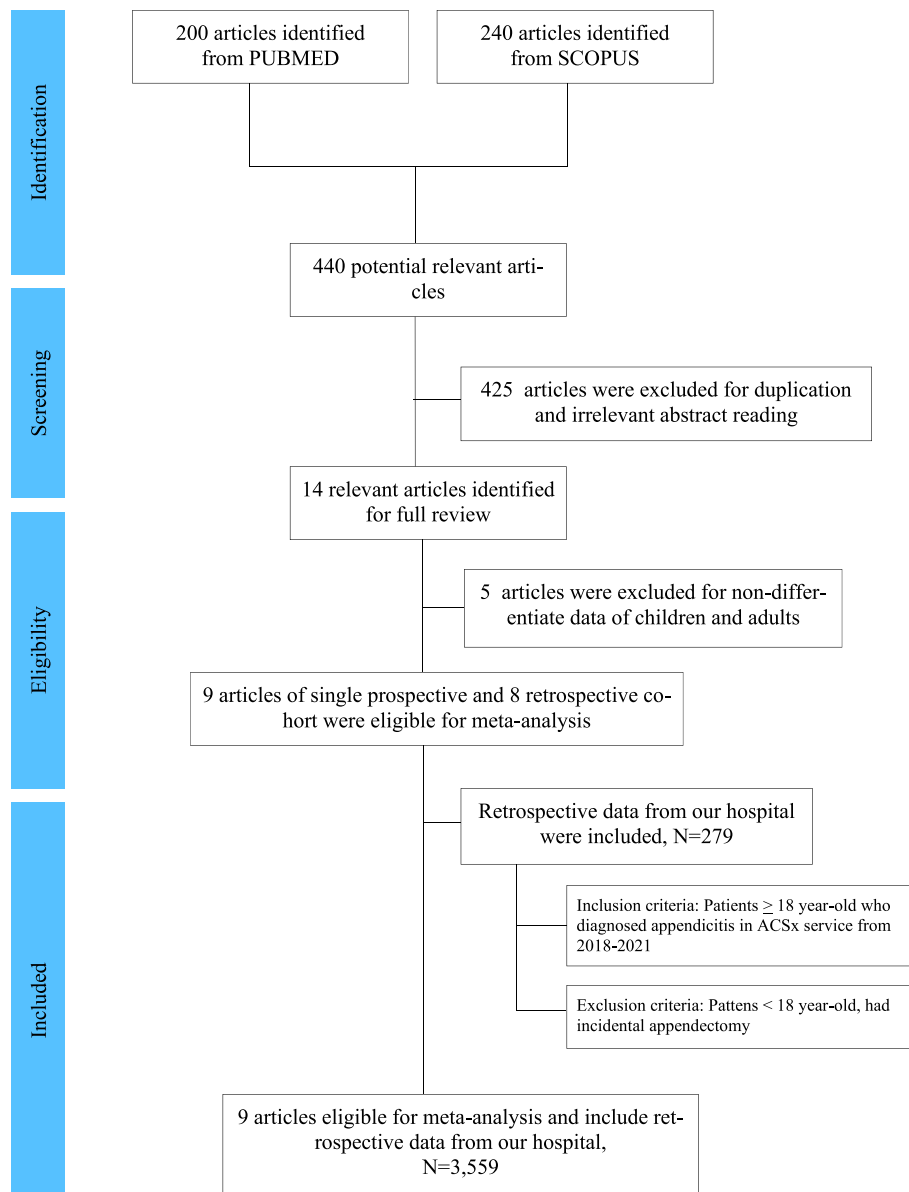 Identification
200 articles identified
from PUBMED
240 articles identified
from SCOPUS
440 potential relevant arti-
cles
Screening
425 articles were excluded for duplication
and irrelevant abstract reading
14 relevant articles identified
for full review
Eligibility
5 articles were excluded for non-differ-
entiate data of children and adults
9 articles of single prospective and 8 retrospective co-
hort were eligible for meta-analysis
Included
Retrospective data from our hospital
were included, N=279
Inclusion criteria: Patients ≥ 18 year-old who
diagnosed appendicitis in ACSx service from
2018-2021
Exclusion criteria: Pattens < 18 year-old, had
incidental appendectomy
9 articles eligible for meta-analysis and include ret-
rospective data from our hospital,
N=3,559